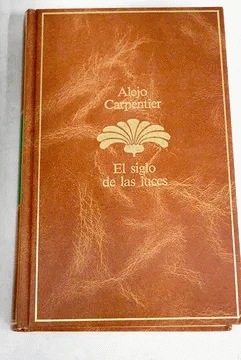 Alejo
Carpentier
El siglo
de las luces